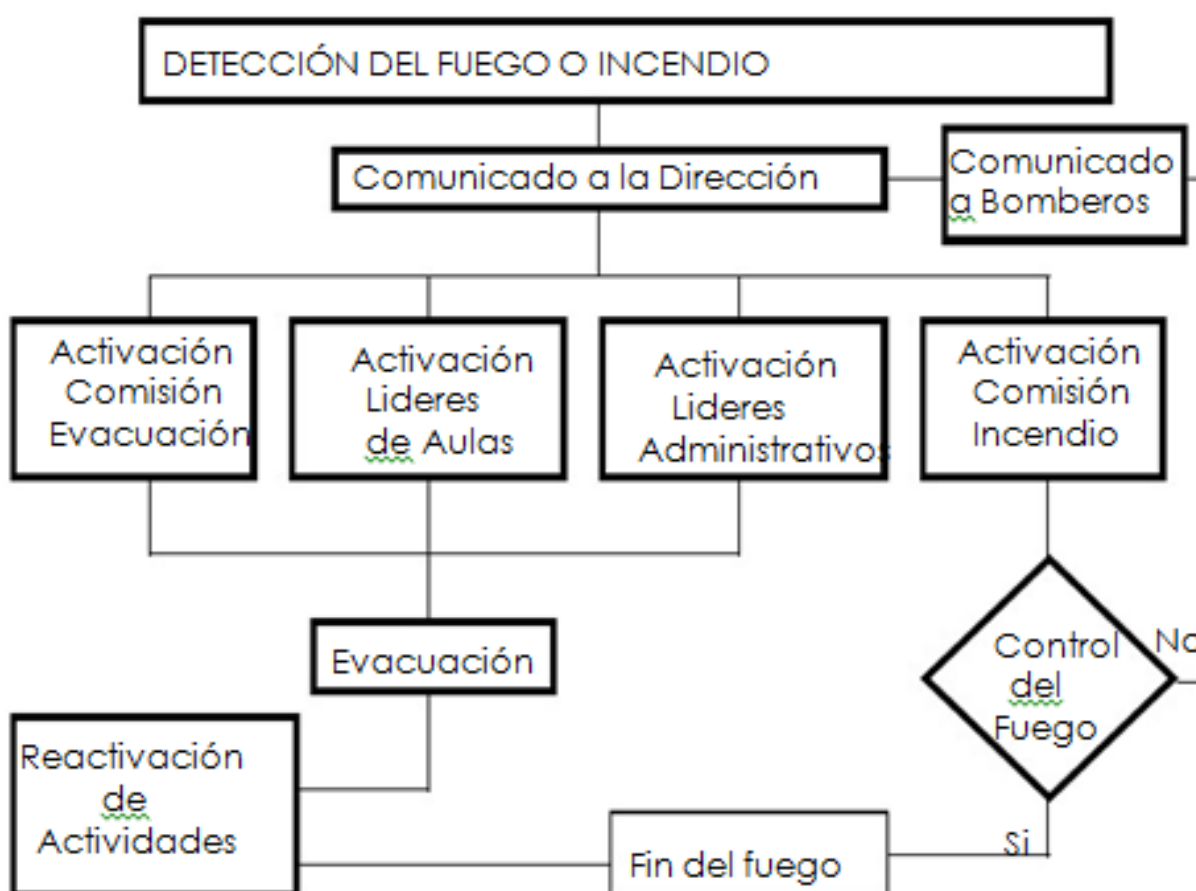 DETECCIÓN DEL FUEGO O INCENDIO
Comunicado a la Dirección
Comunicado
a Bomberos
Activación
Comisión
Evacuación
Activación
Lideres
de Aulas
Activación
Lideres
Administrativos
Activación
Comisión
Incendio
Evacuación
Control
del
Fuego
No
Reactivación
de
Actividades
Si
Fin del fuego